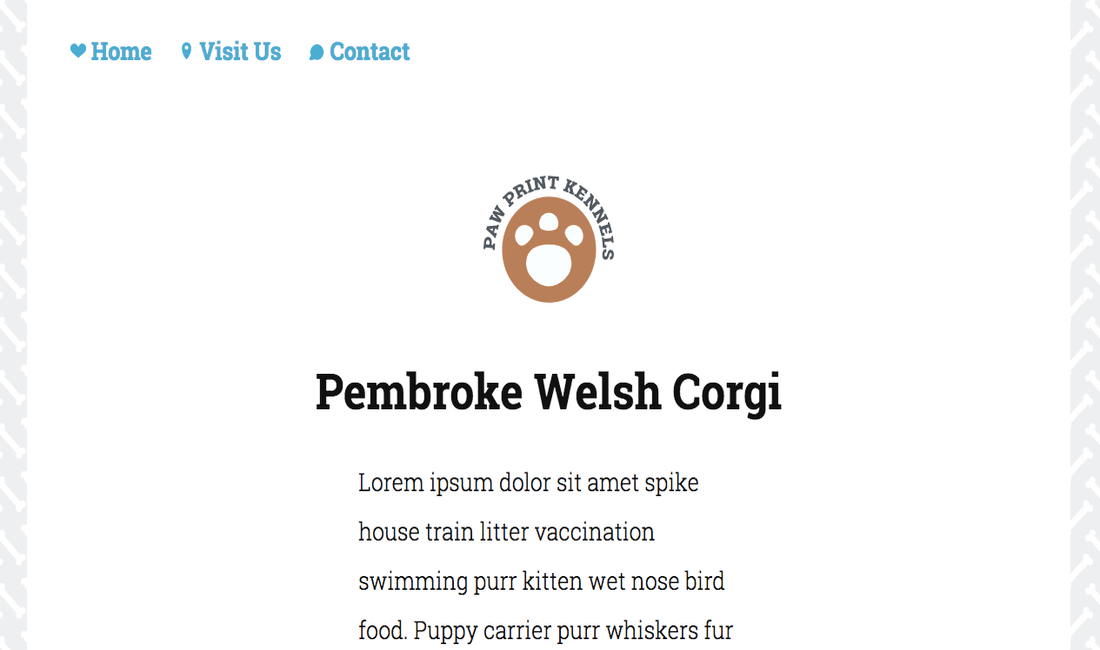 Home Visit Us Contact
PAW PRINT KENNELS
Pembroke Welsh Corgi
Lorem ipsum dolor sit amet spike
house train litter vaccination
swimming purr kitten wet nose bird
food. Puppy carrier purr whiskers fur